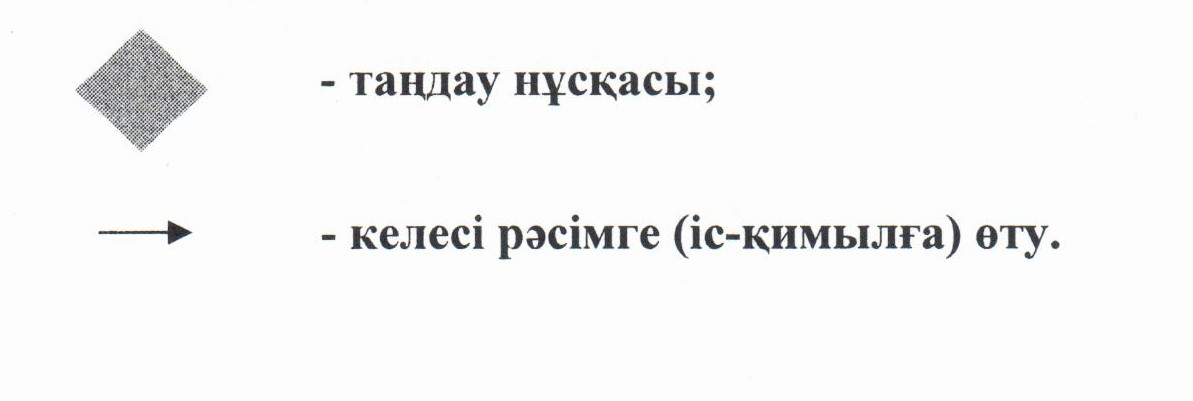 - таңдау нұсқасы;
- келесі рәсімге (іс-қимылға) өту.